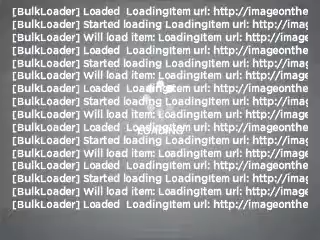 [BulkLoader] Loaded  LoadingItem url: http://imageonthe
[BulkLoader] Started loading LoadingItem url: http://imag
[BulkLoader] Will load item: LoadingItem url: http://image
[BulkLoader] Loaded  LoadingItem url: http://imageonthe
[BulkLoader] Started loading LoadingItem url: http://imag
[BulkLoader] Will load item: LoadingItem url: http://image
[BulkLoader] Loaded  LoadingItem url: http://imageonthe
[BulkLoader] Started loading LoadingItem url: http://imag
[BulkLoader] Will load item: LoadingItem url: http://image
[BulkLoader] Loaded  LoadingItem url: http://imageonthe
LOADING
[BulkLoader] Started loading LoadingItem url: http://imag
[BulkLoader] Will load item: LoadingItem url: http://image
[BulkLoader] Loaded  LoadingItem url: http://imageonthe
[BulkLoader] Started loading LoadingItem url: http://imag
[BulkLoader] Will load item: LoadingItem url: http://image
[BulkLoader] Loaded  LoadingItem url: http://imageonthe